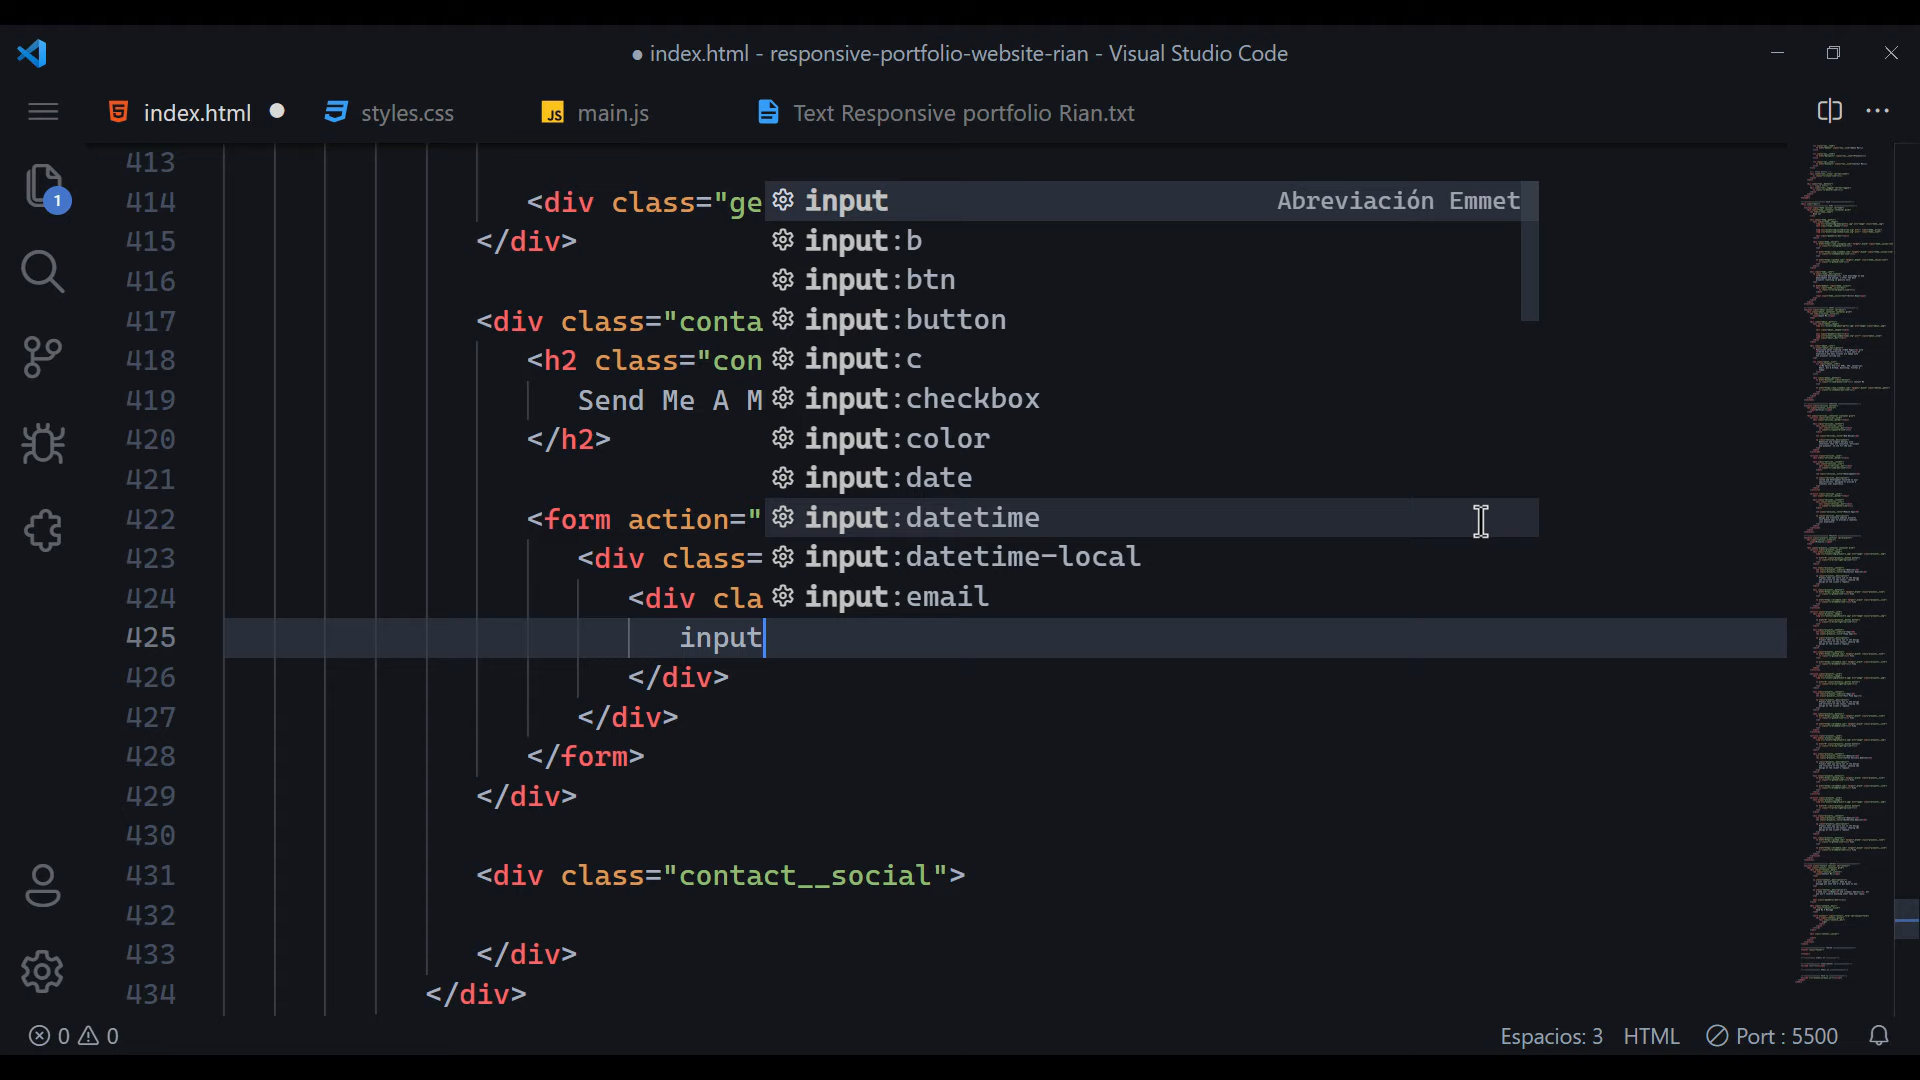 ● index.html - responsive-portfolio-website-rian - Visual Studio Code
index.html
styles.css
JS main.js
Text Responsive portfolio Rian.txt
1
413
414 <div class="ge
415 </div>
416
417 <div class="conta
418 <h2 class="con
419 Send Me A M
420 </h2>
421
422 <form action="
423 <div class=
424 <div cla
425 input
426 </div>
427 </div>
428 </form>
429 </div>
430
431 <div class="contact__social">
432
433 </div>
434 </div>
input Abreviación Emmet
input:b
input:btn
input:button
input:c
input:checkbox
input:color
input:date
input:datetime
input:datetime-local
input:email
0 0 Espacios: 3 HTML Port : 5500